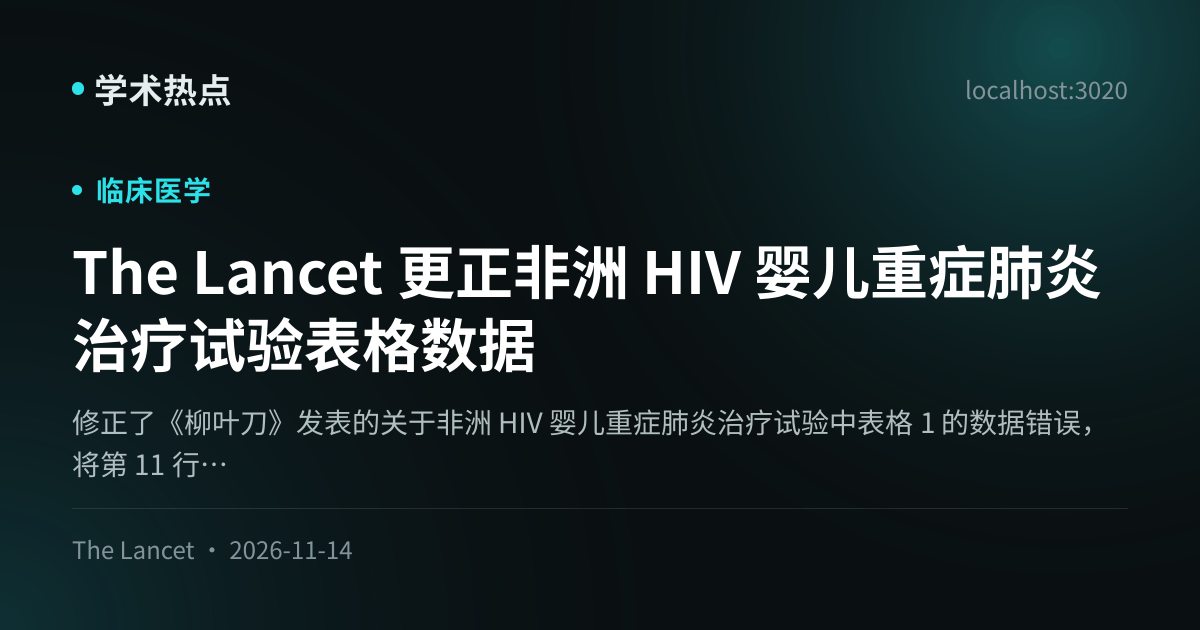 学术热点
localhost:3020
临床医学
The Lancet 更正非洲 HIV 婴儿重症肺炎
治疗试验表格数据
修正了《柳叶刀》发表的关于非洲 HIV 婴儿重症肺炎治疗试验中表格 1 的数据错误，
将第 11 行…
The Lancet · 2026-11-14